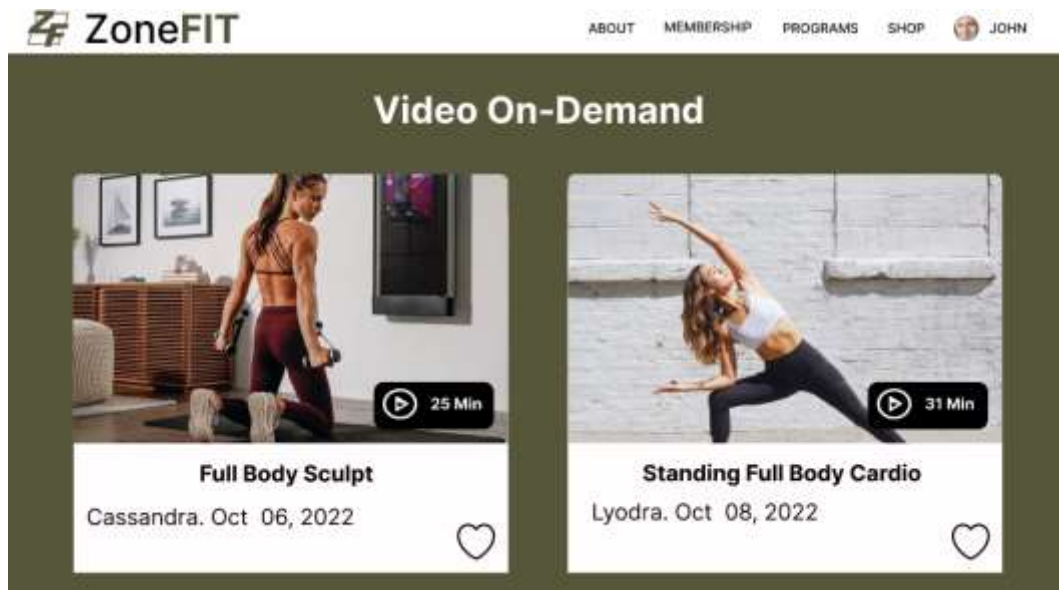 ZF ZoneFIT
ABOUT MEMBERSHIP PROGRAMS SHOP JOHN
Video On-Demand
25 Min
31 Min
Full Body Sculpt
Standing Full Body Cardio
Cassandra. Oct 06, 2022
Lyodra. Oct 08, 2022